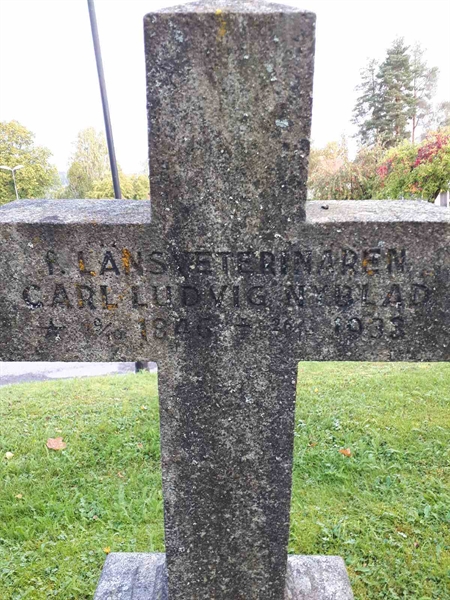 F. LÄNSVETERINÄREN
CARL LUDVIG NYBLAD
1846 1933